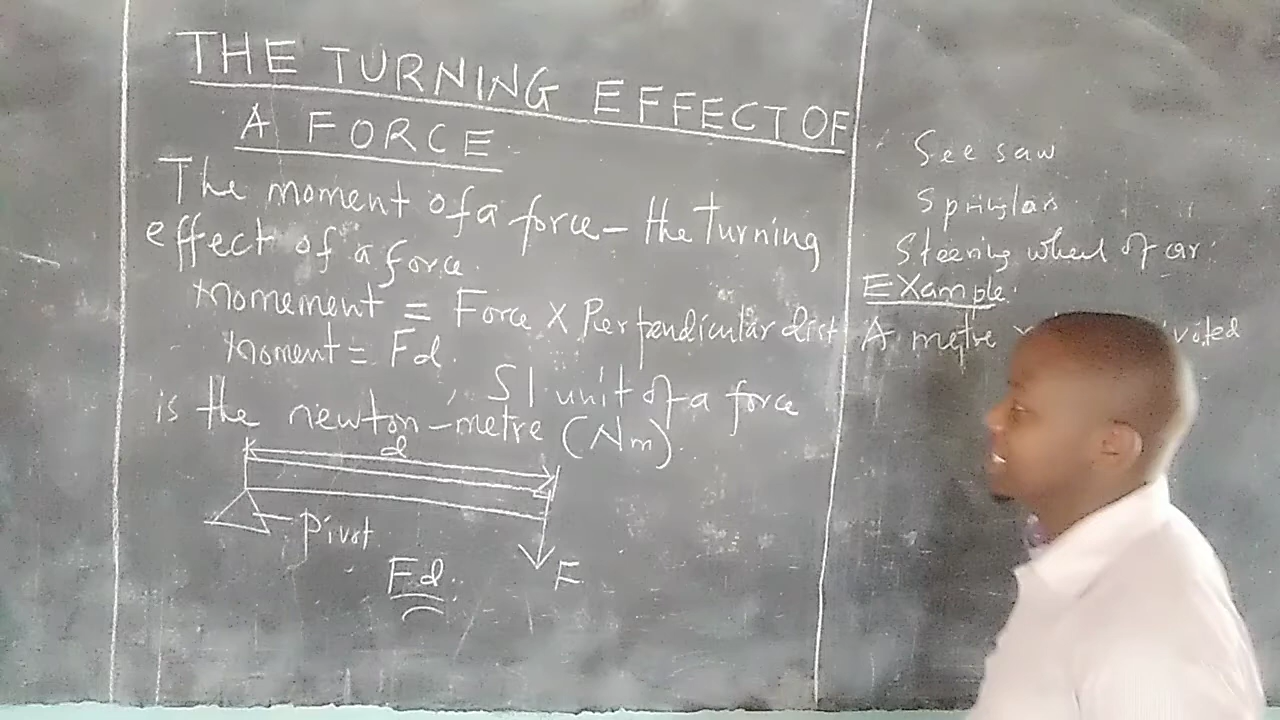 THE TURNING EFFECT OF
A FORCE
The moment of a force - the turning
effect of a force.
Momement = Force X Perpendicular dist
Moment = Fd.
, SI unit of a force
is the newton-metre (Nm).
d
Pivot
F
Fd.
See saw
Steering wheel of car.
EXample.
A metre